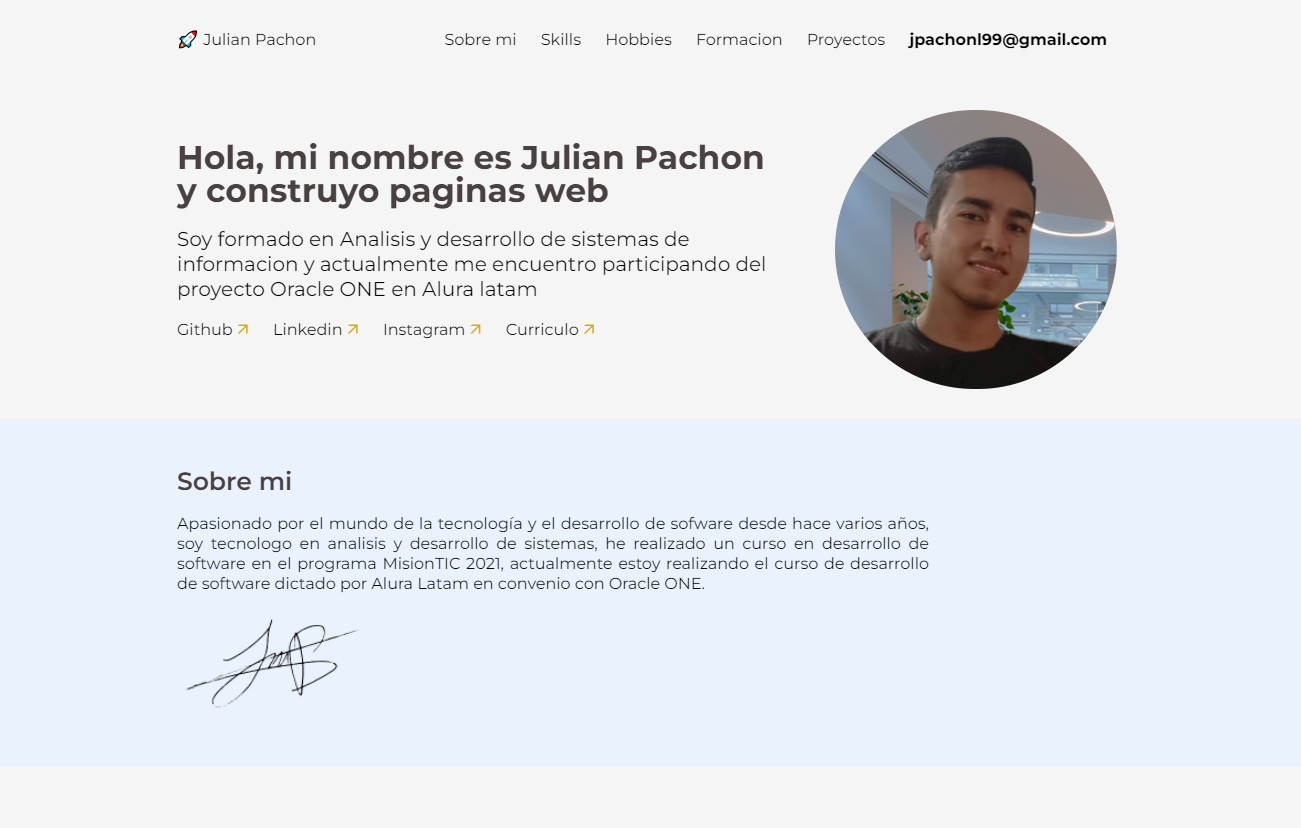 Julian Pachon
Sobre mi Skills Hobbies Formacion Proyectos jpachonl99@gmail.com
Hola, mi nombre es Julian Pachon
y construyo paginas web
Soy formado en Analisis y desarrollo de sistemas de
informacion y actualmente me encuentro participando del
proyecto Oracle ONE en Alura latam
Github Linkedin Instagram Curriculo
Sobre mi
Apasionado por el mundo de la tecnología y el desarrollo de sofware desde hace varios años,
soy tecnologo en analisis y desarrollo de sistemas, he realizado un curso en desarrollo de
software en el programa MisionTIC 2021, actualmente estoy realizando el curso de desarrollo
de software dictado por Alura Latam en convenio con Oracle ONE.